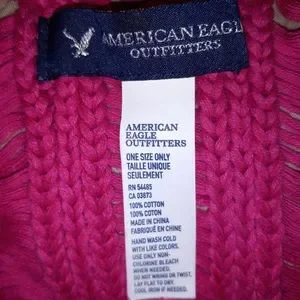 AMERICAN EAGL
OUTFITTERS
AMERICAN
EAGLE
OUTFITTERS
ONE SIZE ONLY
TAILLE UNIQUE
SEULEMENT
RN 54485
CA 03873
100% COTTON
100% COTON
MADE IN CHINA
FABRIQUÉ EN CHINE
HAND WASH COLD
WITH LIKE COLORS.
USE ONLY NON-
CHLORINE BLEACH
WHEN NEEDED.
DO NOT WRING OR TWIST.
LAY FLAT TO DRY.
COOL IRON IF NEEDED.